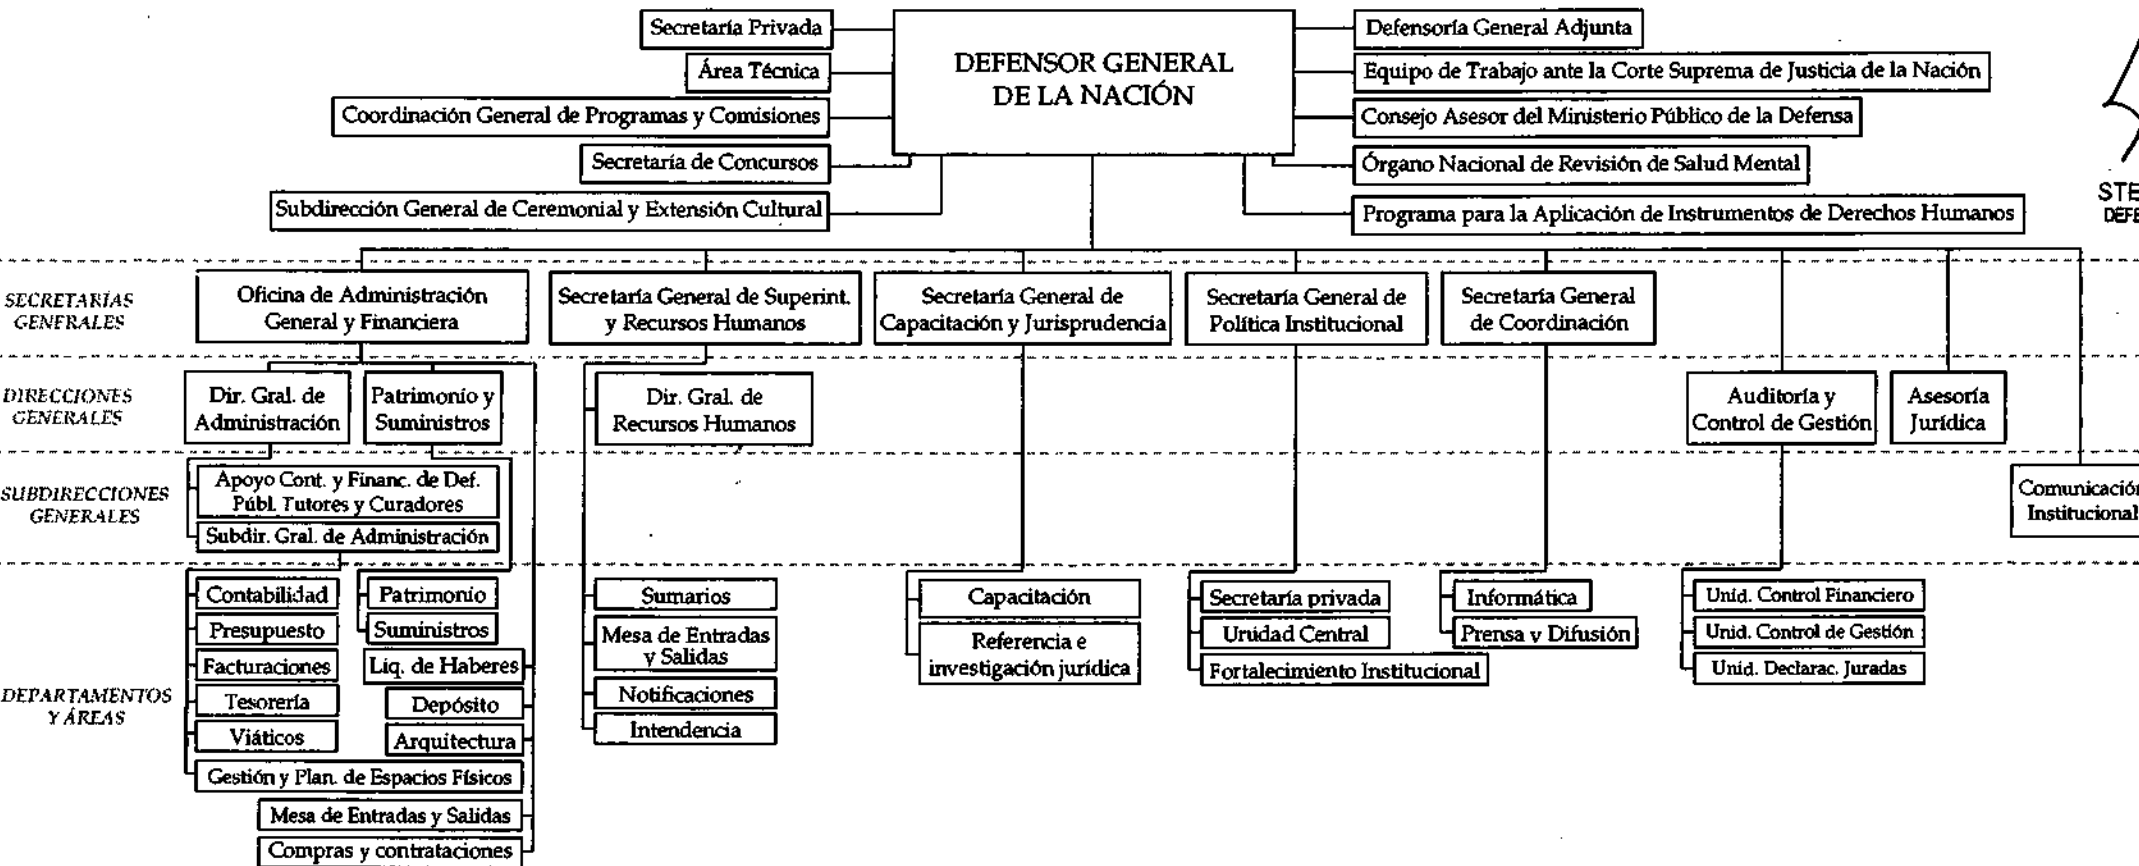 Secretaría Privada
Área Técnica
Coordinación General de Programas y Comisiones
Secretaría de Concursos
Subdirección General de Ceremonial y Extensión Cultural
DEFENSOR GENERAL
DE LA NACIÓN
Defensoría General Adjunta
Equipo de Trabajo ante la Corte Suprema de Justicia de la Nación
Consejo Asesor del Ministerio Público de la Defensa
Órgano Nacional de Revisión de Salud Mental
Programa para la Aplicación de Instrumentos de Derechos Humanos
STE
DEFE
SECRETARÍAS
GENERALES
Oficina de Administración
General y Financiera
Secretaría General de Superint.
y Recursos Humanos
Secretaría General de
Capacitación y Jurisprudencia
Secretaría General de
Política Institucional
Secretaría General
de Coordinación
DIRECCIONES
GENERALES
Dir. Gral. de
Administración
Patrimonio y
Suministros
Dir. Gral. de
Recursos Humanos
Auditoría y
Control de Gestión
Asesoría
Jurídica
SUBDIRECCIONES
GENERALES
Apoyo Cont. y Financ. de Def.
Públ. Tutores y Curadores
Subdir. Gral. de Administración
Comunicación
Institucional
DEPARTAMENTOS
Y ÁREAS
Contabilidad
Presupuesto
Facturaciones
Tesorería
Viáticos
Gestión y Plan. de Espacios Físicos
Patrimonio
Suministros
Liq. de Haberes
Depósito
Arquitectura
Mesa de Entradas y Salidas
Compras y contrataciones
Sumarios
Mesa de Entradas
y Salidas
Notificaciones
Intendencia
Capacitación
Referencia e
investigación jurídica
Secretaría privada
Unidad Central
Fortalecimiento Institucional
Informática
Prensa y Difusión
Unid. Control Financiero
Unid. Control de Gestión
Unid. Declarac. Juradas